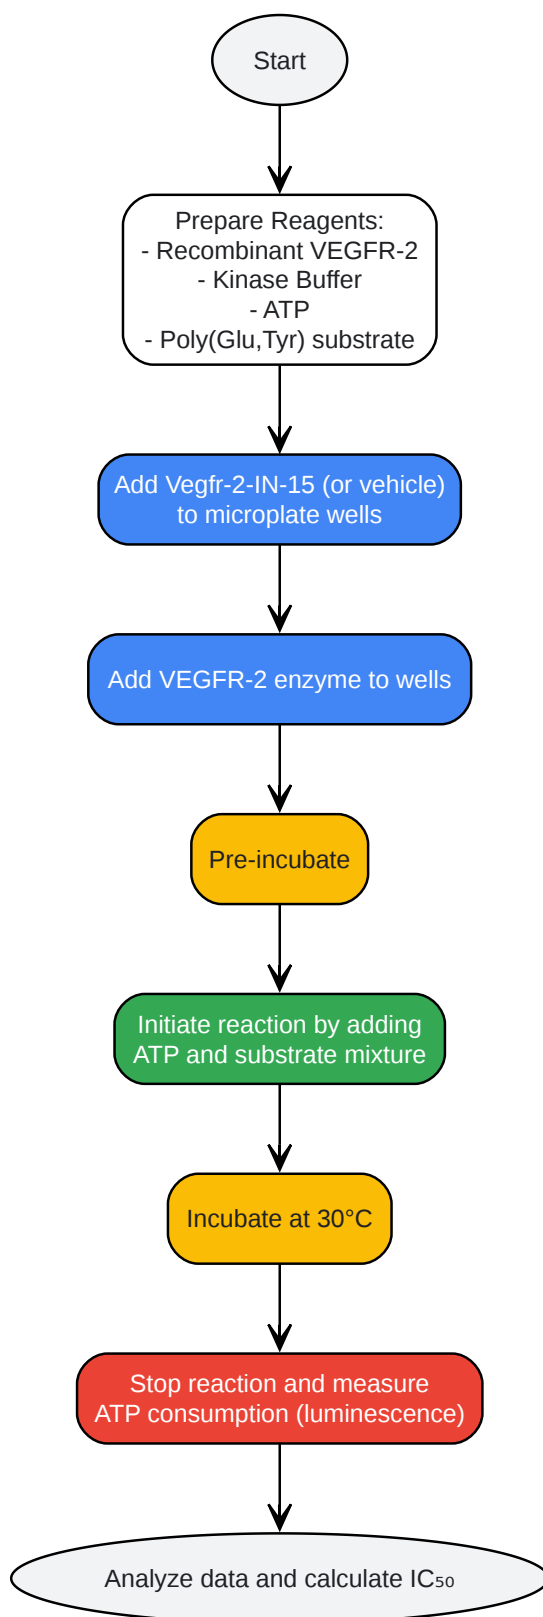 Start
Prepare Reagents:
- Recombinant VEGFR-2
- Kinase Buffer
- ATP
- Poly(Glu,Tyr) substrate
Add Vegfr-2-IN-15 (or vehicle)
to microplate wells
Add VEGFR-2 enzyme to wells
Pre-incubate
Initiate reaction by adding
ATP and substrate mixture
Incubate at 30°C
Stop reaction and measure
ATP consumption (luminescence)
Analyze data and calculate IC₅₀